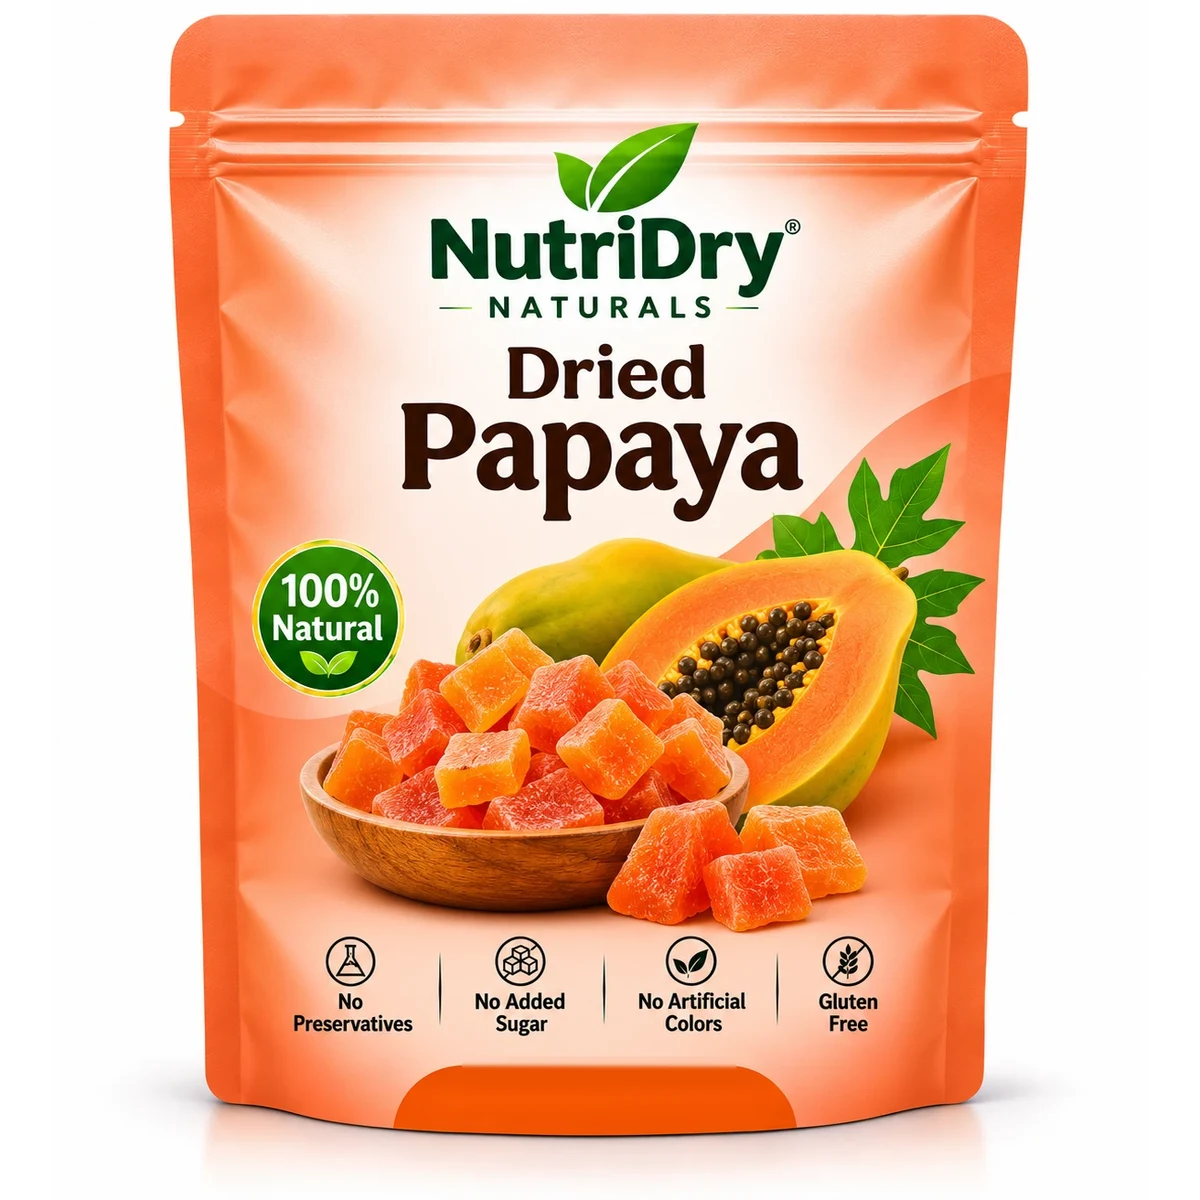 NutriDry®
NATURALS
Dried
Papaya
100%
Natural
No
Preservatives
No Added
Sugar
No Artificial
Colors
Gluten
Free